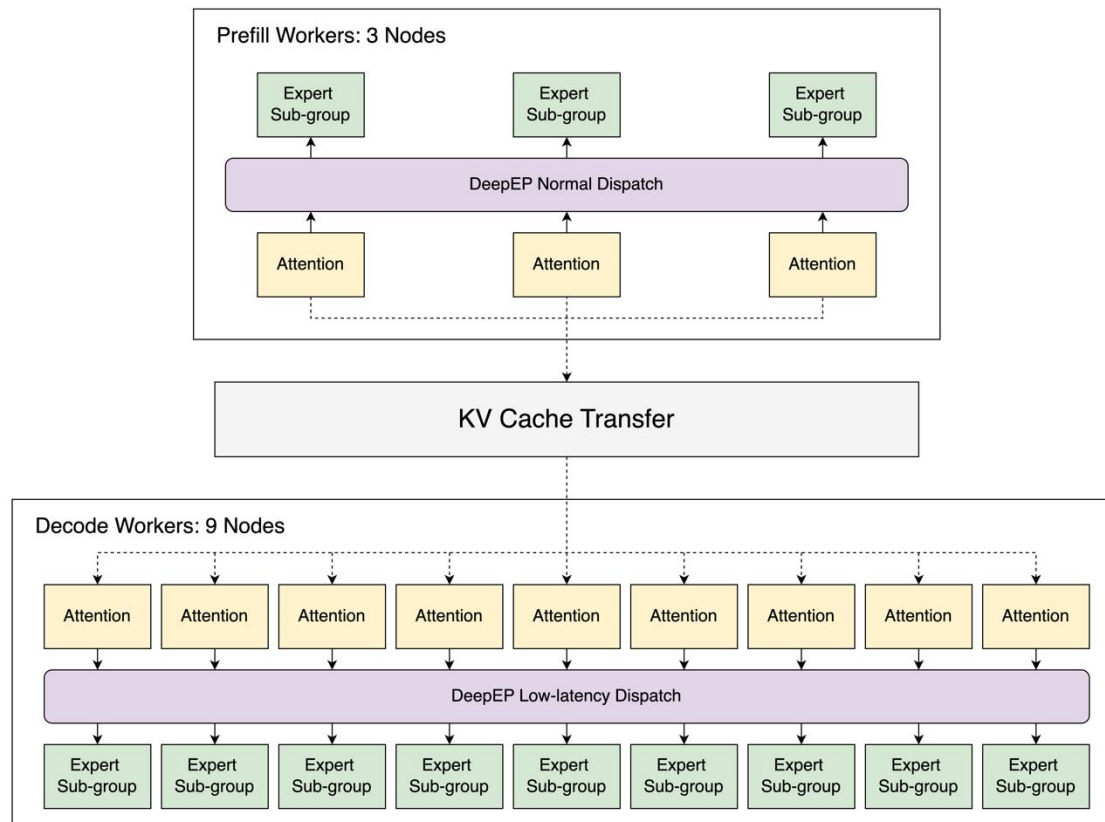 Prefill Workers: 3 Nodes
Expert
Sub-group
Expert
Sub-group
Expert
Sub-group
DeepEP Normal Dispatch
Attention
Attention
Attention
KV Cache Transfer
Decode Workers: 9 Nodes
Attention
Attention
Attention
Attention
Attention
Attention
Attention
Attention
Attention
DeepEP Low-latency Dispatch
Expert
Sub-group
Expert
Sub-group
Expert
Sub-group
Expert
Sub-group
Expert
Sub-group
Expert
Sub-group
Expert
Sub-group
Expert
Sub-group
Expert
Sub-group